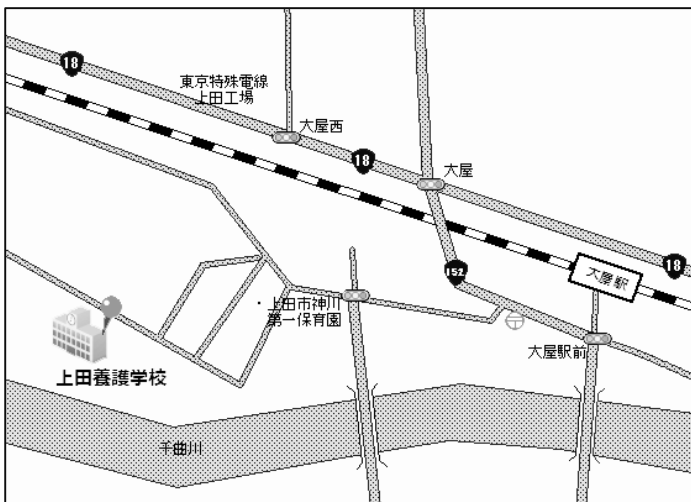 18
東京特殊電線
上田工場
大屋西
18
大屋
152
大屋駅
18
上田市神川
第一保育園
大屋駅前
上田養護学校
千曲川